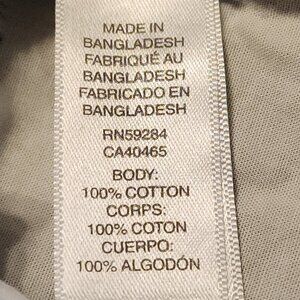 MADE IN
BANGLADESH
FABRIQUÉ AU
BANGLADESH
FABRICADO EN
BANGLADESH
RN59284
CA40465
BODY:
100% COTTON
CORPS:
100% COTON
CUERPO:
100% ALGODÓN